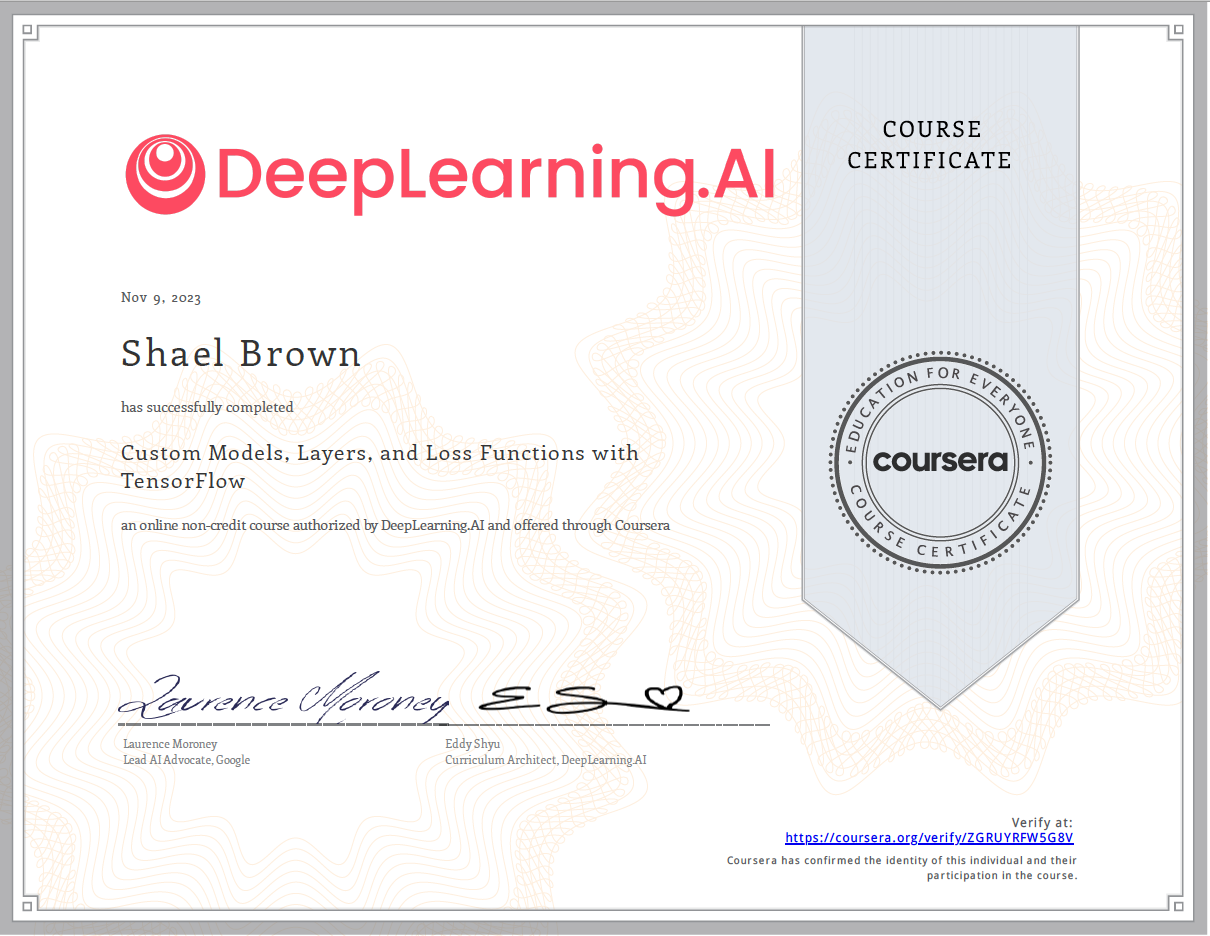 DeepLearning.AI
COURSE
CERTIFICATE
Nov 9, 2023
Shael Brown
has successfully completed
Custom Models, Layers, and Loss Functions with
TensorFlow
an online non-credit course authorized by DeepLearning.AI and offered through Coursera
EDUCATION FOR EVERYONE
coursera
COURSE CERTIFICATE
Laurence Moroney
Laurence Moroney
Lead AI Advocate, Google
E S
Eddy Shyu
Curriculum Architect, DeepLearning.AI
Verify at:
https://coursera.org/verify/ZGRUYRFW5G8V
Coursera has confirmed the identity of this individual and their
participation in the course.